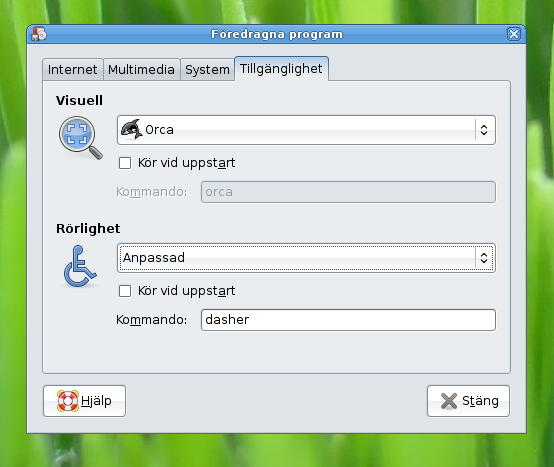 Föredragna program
Internet Multimedia System Tillgänglighet
Visuell
Orca
Kör vid uppstart
Kommando: orca
Rörlighet
Anpassad
Kör vid uppstart
Kommando: dasher
Hjälp Stäng